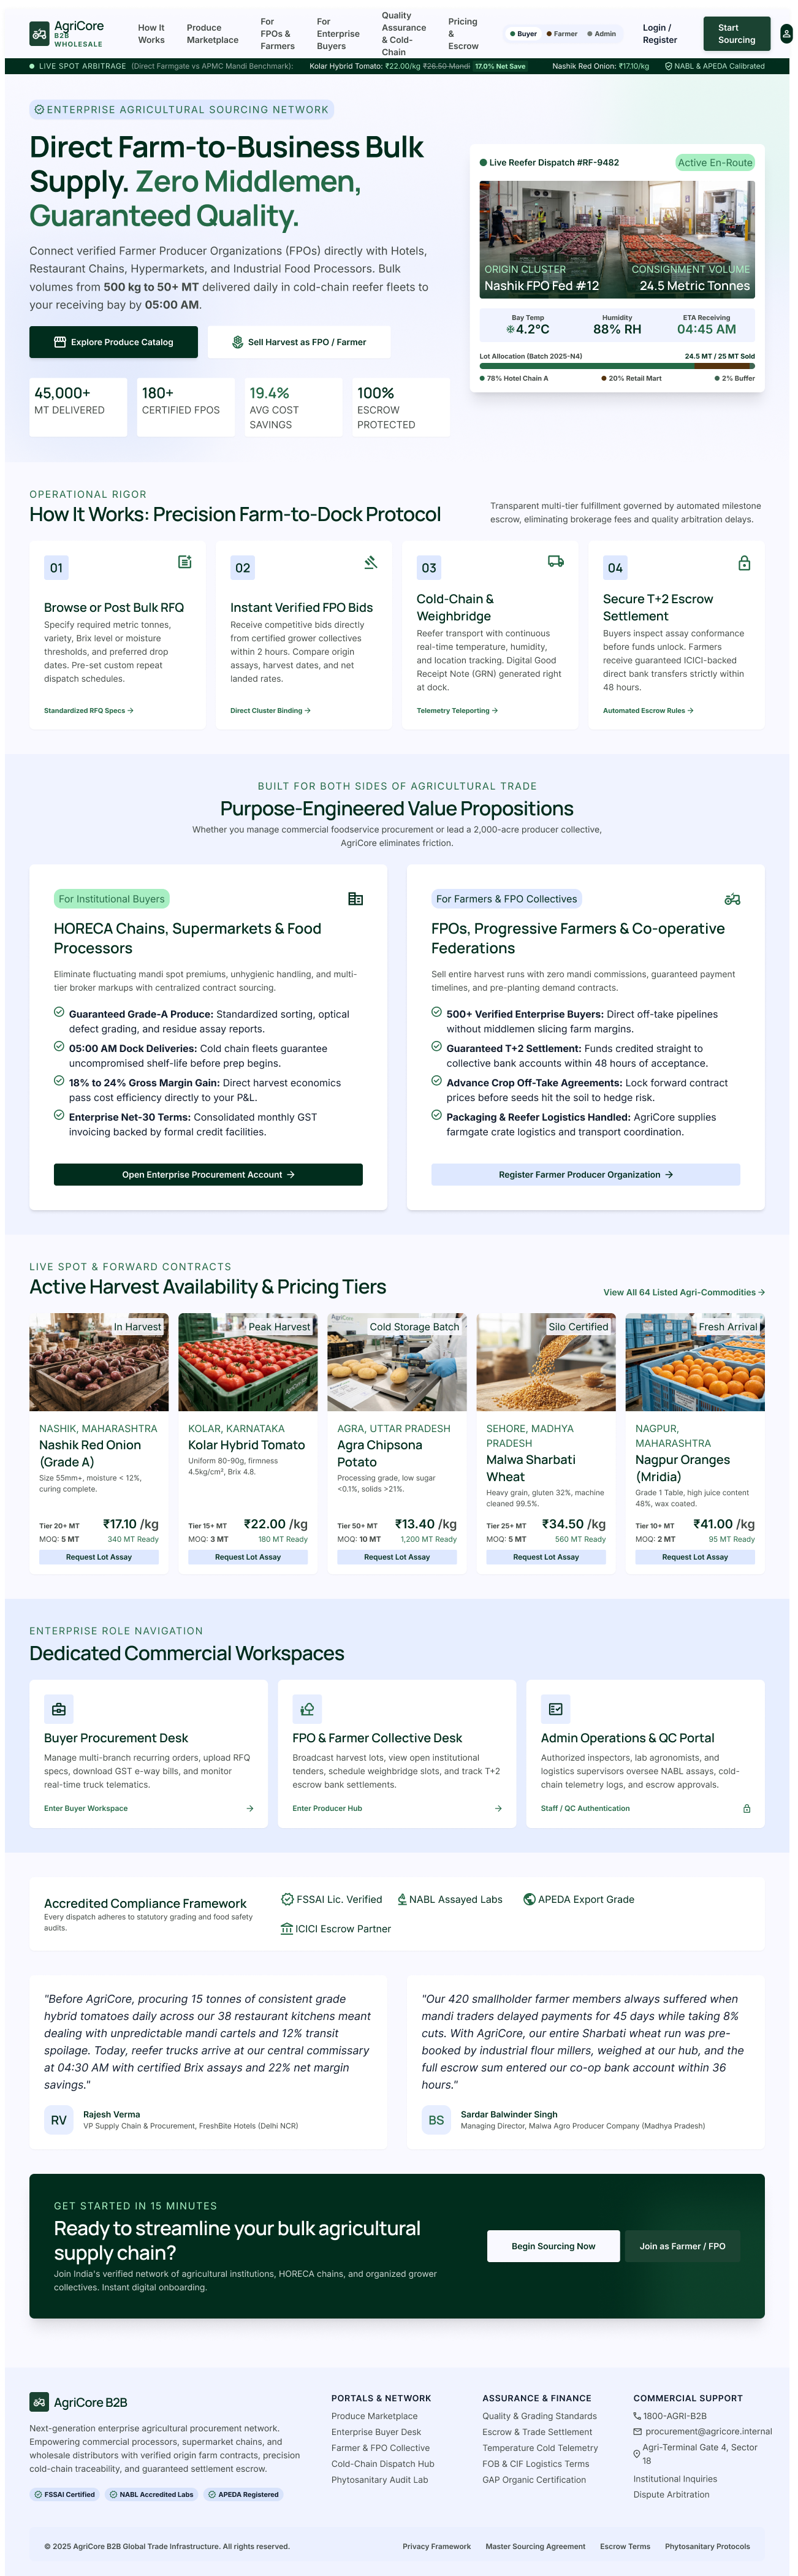 AgriCore
B2B
WHOLESALE
How It
Works
Produce
Marketplace
For
FPOs &
Farmers
For
Enterprise
Buyers
Quality
Assurance
& Cold-
Chain
Pricing
&
Escrow
Buyer Farmer Admin
Login /
Register
Start
Sourcing
LIVE SPOT ARBITRAGE (Direct Farmgate vs APMC Mandi Benchmark): Kolar Hybrid Tomato: ₹22.00/kg ₹26.50 Mandi 17.0% Net Save Nashik Red Onion: ₹17.10/kg NABL & APEDA Calibrated
ENTERPRISE AGRICULTURAL SOURCING NETWORK
Direct Farm-to-Business Bulk
Supply. Zero Middlemen,
Guaranteed Quality.
Connect verified Farmer Producer Organizations (FPOs) directly with Hotels,
Restaurant Chains, Hypermarkets, and Industrial Food Processors. Bulk
volumes from 500 kg to 50+ MT delivered daily in cold-chain reefer fleets to
your receiving bay by 05:00 AM.
Explore Produce Catalog
Sell Harvest as FPO / Farmer
45,000+
MT DELIVERED
180+
CERTIFIED FPOS
19.4%
AVG COST
SAVINGS
100%
ESCROW
PROTECTED
Live Reefer Dispatch #RF-9482
Active En-Route
ORIGIN CLUSTER
Nashik FPO Fed #12
CONSIGNMENT VOLUME
24.5 Metric Tonnes
Bay Temp
4.2°C
Humidity
88% RH
ETA Receiving
04:45 AM
Lot Allocation (Batch 2025-N4) 24.5 MT / 25 MT Sold
78% Hotel Chain A 20% Retail Mart 2% Buffer
OPERATIONAL RIGOR
How It Works: Precision Farm-to-Dock Protocol
Transparent multi-tier fulfillment governed by automated milestone
escrow, eliminating brokerage fees and quality arbitration delays.
01
Browse or Post Bulk RFQ
Specify required metric tonnes,
variety, Brix level or moisture
thresholds, and preferred drop
dates. Pre-set custom repeat
dispatch schedules.
Standardized RFQ Specs
02
Instant Verified FPO Bids
Receive competitive bids directly
from certified grower collectives
within 2 hours. Compare origin
assays, harvest dates, and net
landed rates.
Direct Cluster Binding
03
Cold-Chain &
Weighbridge
Reefer transport with continuous
real-time temperature, humidity,
and location tracking. Digital Good
Receipt Note (GRN) generated right
at dock.
Telemetry Teleporting
04
Secure T+2 Escrow
Settlement
Buyers inspect assay conformance
before funds unlock. Farmers
receive guaranteed ICICI-backed
direct bank transfers strictly within
48 hours.
Automated Escrow Rules
BUILT FOR BOTH SIDES OF AGRICULTURAL TRADE
Purpose-Engineered Value Propositions
Whether you manage commercial foodservice procurement or lead a 2,000-acre producer collective,
AgriCore eliminates friction.
For Institutional Buyers
HORECA Chains, Supermarkets & Food
Processors
Eliminate fluctuating mandi spot premiums, unhygienic handling, and multi-
tier broker markups with centralized contract sourcing.
Guaranteed Grade-A Produce: Standardized sorting, optical
defect grading, and residue assay reports.
05:00 AM Dock Deliveries: Cold chain fleets guarantee
uncompromised shelf-life before prep begins.
18% to 24% Gross Margin Gain: Direct harvest economics
pass cost efficiency directly to your P&L.
Enterprise Net-30 Terms: Consolidated monthly GST
invoicing backed by formal credit facilities.
Open Enterprise Procurement Account
For Farmers & FPO Collectives
FPOs, Progressive Farmers & Co-operative
Federations
Sell entire harvest runs with zero mandi commissions, guaranteed payment
timelines, and pre-planting demand contracts.
500+ Verified Enterprise Buyers: Direct off-take pipelines
without middlemen slicing farm margins.
Guaranteed T+2 Settlement: Funds credited straight to
collective bank accounts within 48 hours of acceptance.
Advance Crop Off-Take Agreements: Lock forward contract
prices before seeds hit the soil to hedge risk.
Packaging & Reefer Logistics Handled: AgriCore supplies
farmgate crate logistics and transport coordination.
Register Farmer Producer Organization
LIVE SPOT & FORWARD CONTRACTS
Active Harvest Availability & Pricing Tiers
View All 64 Listed Agri-Commodities
In Harvest
NASHIK, MAHARASHTRA
Nashik Red Onion
(Grade A)
Size 55mm+, moisture < 12%,
curing complete.
Tier 20+ MT ₹17.10 /kg
MOQ: 5 MT 340 MT Ready
Request Lot Assay
Peak Harvest
KOLAR, KARNATAKA
Kolar Hybrid Tomato
Uniform 80-90g, firmness
4.5kg/cm², Brix 4.8.
Tier 15+ MT ₹22.00 /kg
MOQ: 3 MT 180 MT Ready
Request Lot Assay
Cold Storage Batch
AGRA, UTTAR PRADESH
Agra Chipsona
Potato
Processing grade, low sugar
<0.1%, solids >21%.
Tier 50+ MT ₹13.40 /kg
MOQ: 10 MT 1,200 MT Ready
Request Lot Assay
Silo Certified
SEHORE, MADHYA
PRADESH
Malwa Sharbati
Wheat
Heavy grain, gluten 32%, machine
cleaned 99.5%.
Tier 25+ MT ₹34.50 /kg
MOQ: 5 MT 560 MT Ready
Request Lot Assay
Fresh Arrival
NAGPUR,
MAHARASHTRA
Nagpur Oranges
(Mridia)
Grade 1 Table, high juice content
48%, wax coated.
Tier 10+ MT ₹41.00 /kg
MOQ: 2 MT 95 MT Ready
Request Lot Assay
ENTERPRISE ROLE NAVIGATION
Dedicated Commercial Workspaces
Buyer Procurement Desk
Manage multi-branch recurring orders, upload RFQ
specs, download GST e-way bills, and monitor
real-time truck telematics.
Enter Buyer Workspace
FPO & Farmer Collective Desk
Broadcast harvest lots, view open institutional
tenders, schedule weighbridge slots, and track T+2
escrow bank settlements.
Enter Producer Hub
Admin Operations & QC Portal
Authorized inspectors, lab agronomists, and
logistics supervisors oversee NABL assays, cold-
chain telemetry logs, and escrow approvals.
Staff / QC Authentication
Accredited Compliance Framework
Every dispatch adheres to statutory grading and food safety
audits.
FSSAI Lic. Verified
NABL Assayed Labs
APEDA Export Grade
ICICI Escrow Partner
"Before AgriCore, procuring 15 tonnes of consistent grade
hybrid tomatoes daily across our 38 restaurant kitchens meant
dealing with unpredictable mandi cartels and 12% transit
spoilage. Today, reefer trucks arrive at our central commissary
at 04:30 AM with certified Brix assays and 22% net margin
savings."
RV
Rajesh Verma
VP Supply Chain & Procurement, FreshBite Hotels (Delhi NCR)
"Our 420 smallholder farmer members always suffered when
mandi traders delayed payments for 45 days while taking 8%
cuts. With AgriCore, our entire Sharbati wheat run was pre-
booked by industrial flour millers, weighed at our hub, and the
full escrow sum entered our co-op bank account within 36
hours."
BS
Sardar Balwinder Singh
Managing Director, Malwa Agro Producer Company (Madhya Pradesh)
GET STARTED IN 15 MINUTES
Ready to streamline your bulk agricultural
supply chain?
Join India's verified network of agricultural institutions, HORECA chains, and organized grower
collectives. Instant digital onboarding.
Begin Sourcing Now
Join as Farmer / FPO
AgriCore B2B
Next-generation enterprise agricultural procurement network.
Empowering commercial processors, supermarket chains, and
wholesale distributors with verified origin farm contracts, precision
cold-chain traceability, and guaranteed settlement escrow.
FSSAI Certified
NABL Accredited Labs
APEDA Registered
PORTALS & NETWORK
Produce Marketplace
Enterprise Buyer Desk
Farmer & FPO Collective
Cold-Chain Dispatch Hub
Phytosanitary Audit Lab
ASSURANCE & FINANCE
Quality & Grading Standards
Escrow & Trade Settlement
Temperature Cold Telemetry
FOB & CIF Logistics Terms
GAP Organic Certification
COMMERCIAL SUPPORT
1800-AGRI-B2B
procurement@agricore.internal
Agri-Terminal Gate 4, Sector
18
Institutional Inquiries
Dispute Arbitration
© 2025 AgriCore B2B Global Trade Infrastructure. All rights reserved.
Privacy Framework Master Sourcing Agreement Escrow Terms Phytosanitary Protocols